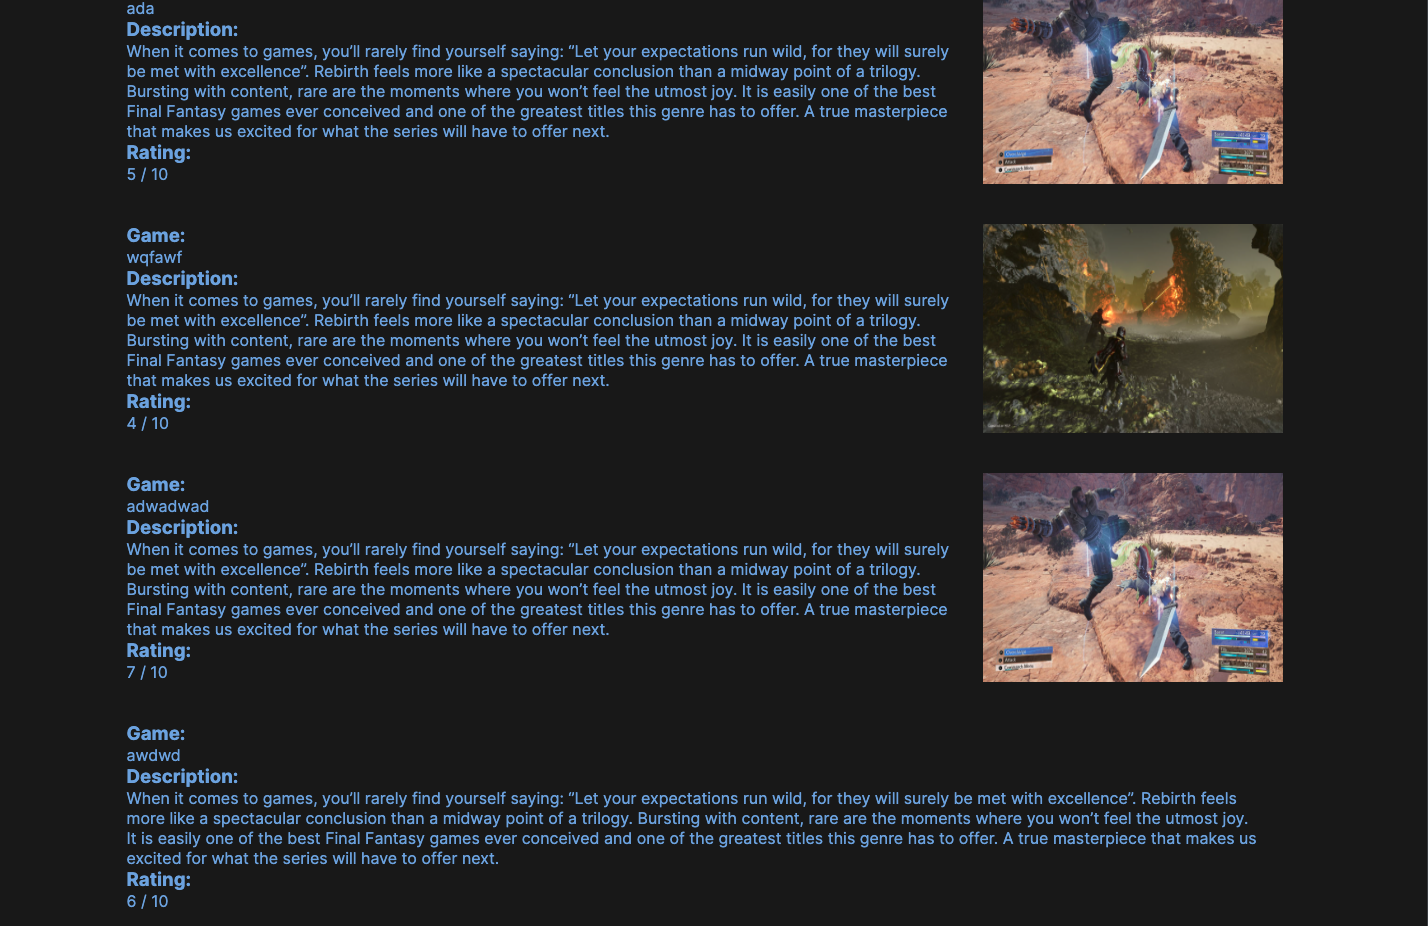 ada
Description:
When it comes to games, you’ll rarely find yourself saying: “Let your expectations run wild, for they will surely
be met with excellence”. Rebirth feels more like a spectacular conclusion than a midway point of a trilogy.
Bursting with content, rare are the moments where you won’t feel the utmost joy. It is easily one of the best
Final Fantasy games ever conceived and one of the greatest titles this genre has to offer. A true masterpiece
that makes us excited for what the series will have to offer next.
Rating:
5 / 10
Game:
wqfawf
Description:
When it comes to games, you’ll rarely find yourself saying: “Let your expectations run wild, for they will surely
be met with excellence”. Rebirth feels more like a spectacular conclusion than a midway point of a trilogy.
Bursting with content, rare are the moments where you won’t feel the utmost joy. It is easily one of the best
Final Fantasy games ever conceived and one of the greatest titles this genre has to offer. A true masterpiece
that makes us excited for what the series will have to offer next.
Rating:
4 / 10
Game:
adwadwad
Description:
When it comes to games, you’ll rarely find yourself saying: “Let your expectations run wild, for they will surely
be met with excellence”. Rebirth feels more like a spectacular conclusion than a midway point of a trilogy.
Bursting with content, rare are the moments where you won’t feel the utmost joy. It is easily one of the best
Final Fantasy games ever conceived and one of the greatest titles this genre has to offer. A true masterpiece
that makes us excited for what the series will have to offer next.
Rating:
7 / 10
Game:
awdwd
Description:
When it comes to games, you’ll rarely find yourself saying: “Let your expectations run wild, for they will surely be met with excellence”. Rebirth feels
more like a spectacular conclusion than a midway point of a trilogy. Bursting with content, rare are the moments where you won’t feel the utmost joy.
It is easily one of the best Final Fantasy games ever conceived and one of the greatest titles this genre has to offer. A true masterpiece that makes us
excited for what the series will have to offer next.
Rating:
6 / 10